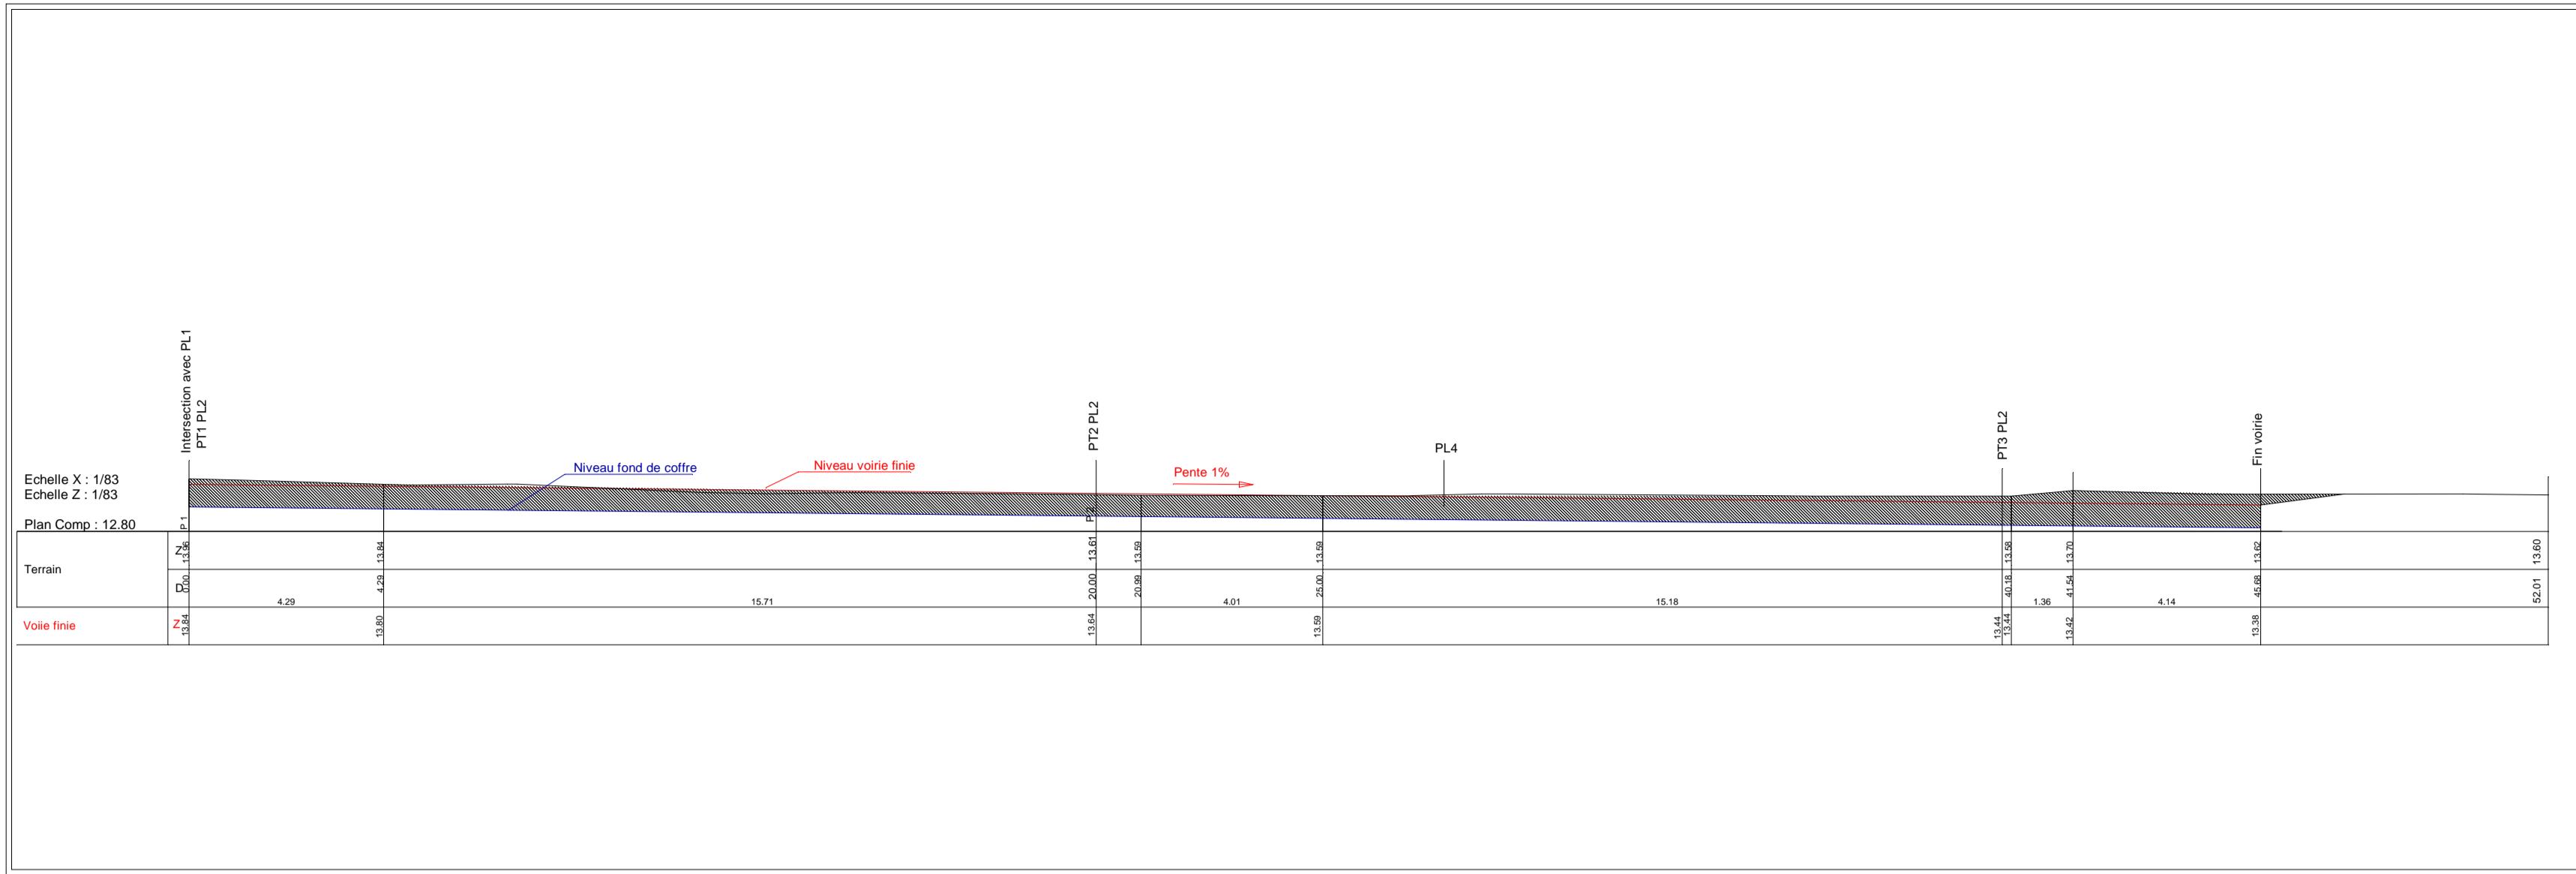 Intersection avec PL1
PT1 PL2
PT2 PL2
PL4
PT3 PL2
Fin voirie
Niveau fond de coffre
Niveau voirie finie
Pente 1%
Echelle X : 1/83
Echelle Z : 1/83
Plan Comp : 12.80
P 1
P 2
Terrain
Z 13.96 13.84 13.61 13.59 13.59 13.58 13.70 13.62 13.60
D 0.00 4.29 20.00 20.99 25.00 40.18 41.54 45.68 52.01
4.29 15.71 4.01 15.18 1.36 4.14
Voiie finie
Z 13.84 13.80 13.64 13.59 13.44 13.44 13.42 13.38